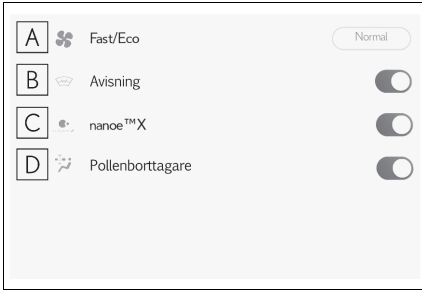 A Fast/Eco Normal
B Avisning
C nanoe™X
D Pollenborttagare